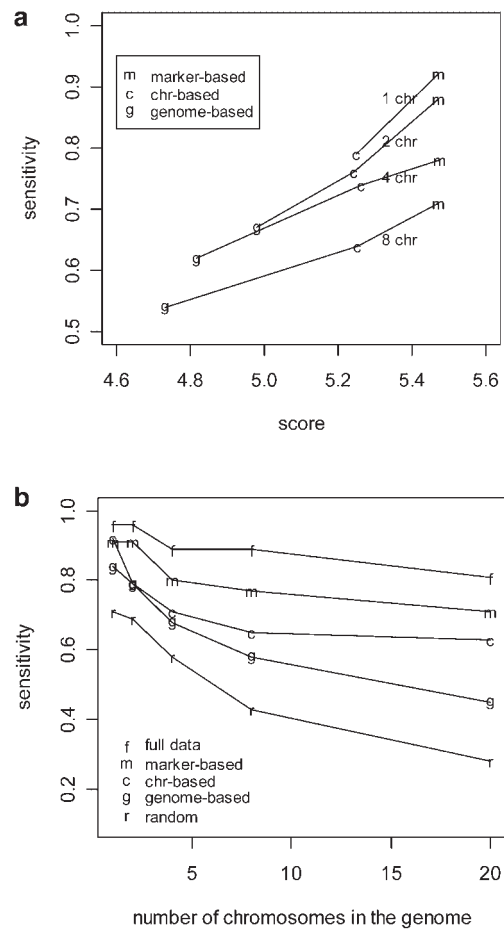 a
1.0
0.9
0.8
0.7
0.6
0.5
sensitivity
m marker-based
c chr-based
g genome-based
1 chr
2 chr
4 chr
8 chr
m
m
m
m
c
c
c
c
g
g
g
4.6 4.8 5.0 5.2 5.4 5.6
score
b
1.0
0.8
0.6
0.4
0.2
sensitivity
f f f f f
m m m m
c c c c
g g g g g
r r r r r
f full data
m marker-based
c chr-based
g genome-based
r random
5 10 15 20
number of chromosomes in the genome